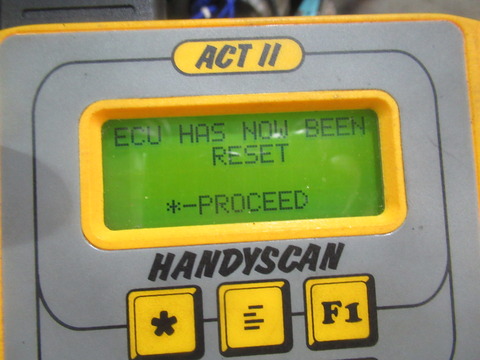 ACT II
ECU HAS NOW BEEN
RESET
*-PROCEED
HANDYSCAN
*
F1